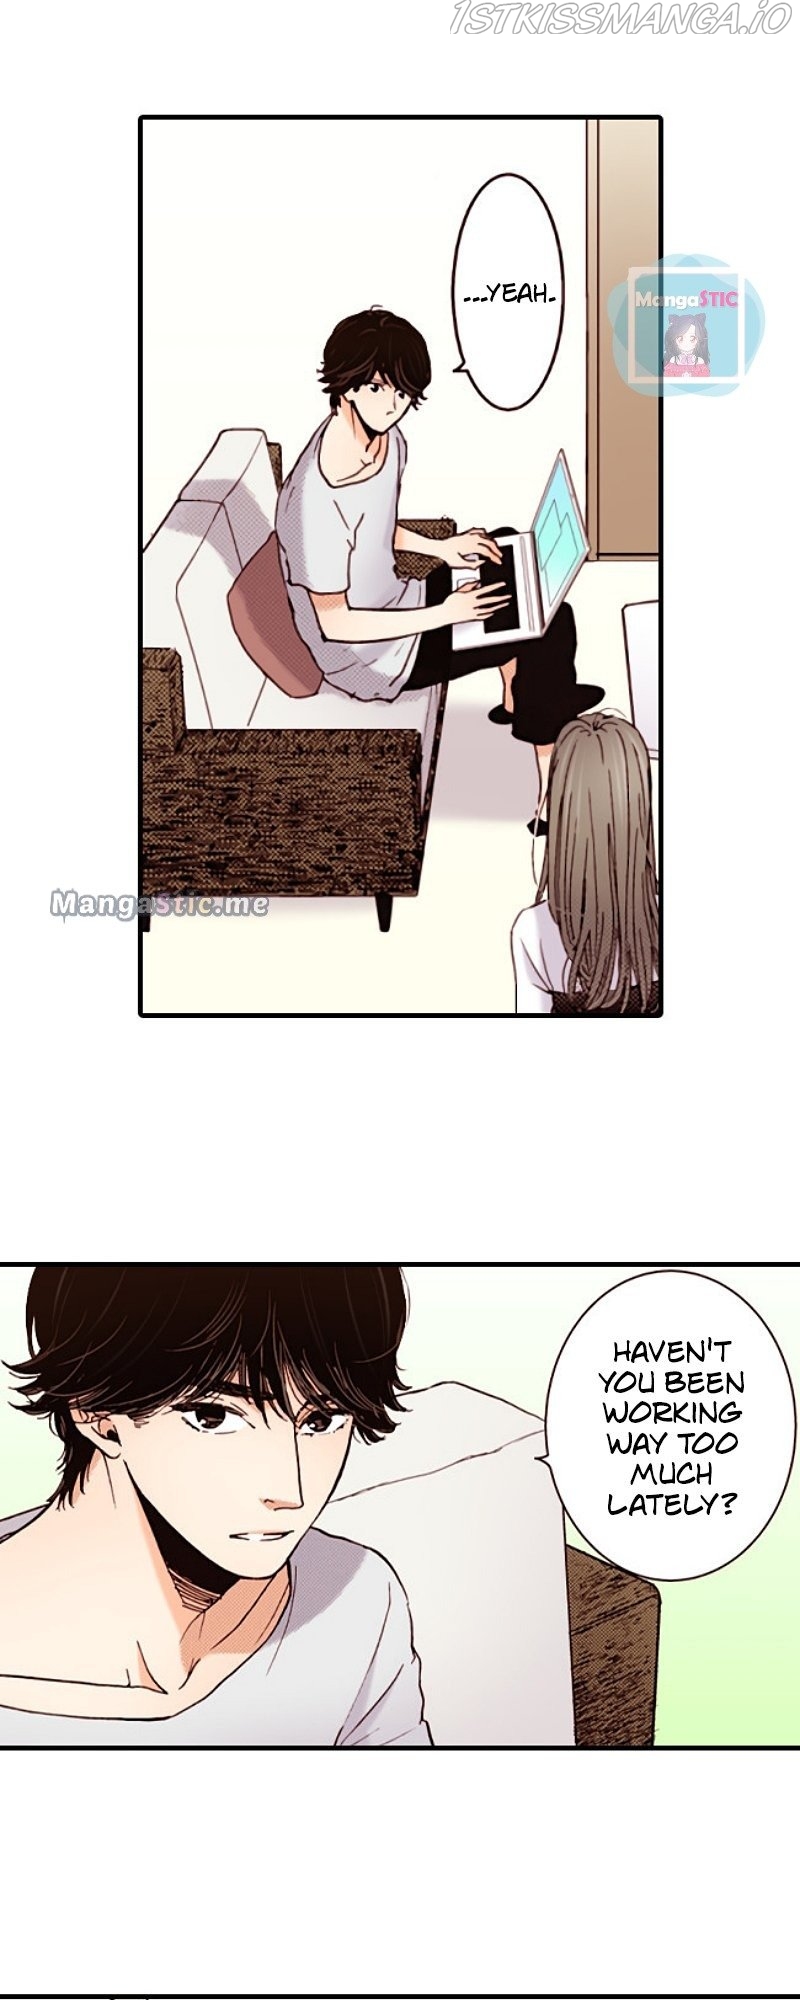 1STKISSMANGA.IO
...YEAH.
MangaSTIC
MangaStic.me
HAVEN'T
YOU BEEN
WORKING
WAY TOO
MUCH
LATELY?